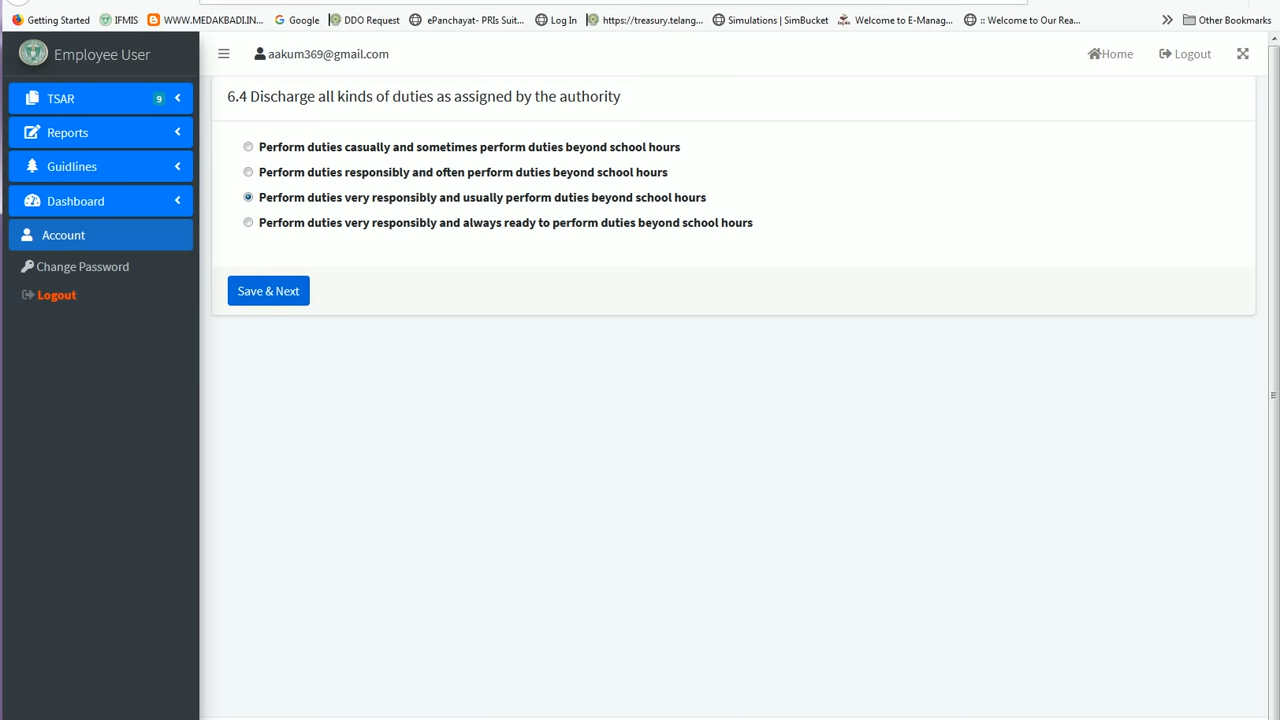 Getting Started IFMIS WWW.MEDAKBADI.IN... Google DDO Request ePanchayat- PRIs Suit... Log In https://treasury.telang... Simulations | SimBucket Welcome to E-Manag... :: Welcome to Our Rea... Other Bookmarks
Employee User
aakum369@gmail.com Home Logout
TSAR 9
Reports
Guidlines
Dashboard
Account
Change Password
Logout
6.4 Discharge all kinds of duties as assigned by the authority
Perform duties casually and sometimes perform duties beyond school hours
Perform duties responsibly and often perform duties beyond school hours
Perform duties very responsibly and usually perform duties beyond school hours
Perform duties very responsibly and always ready to perform duties beyond school hours
Save & Next